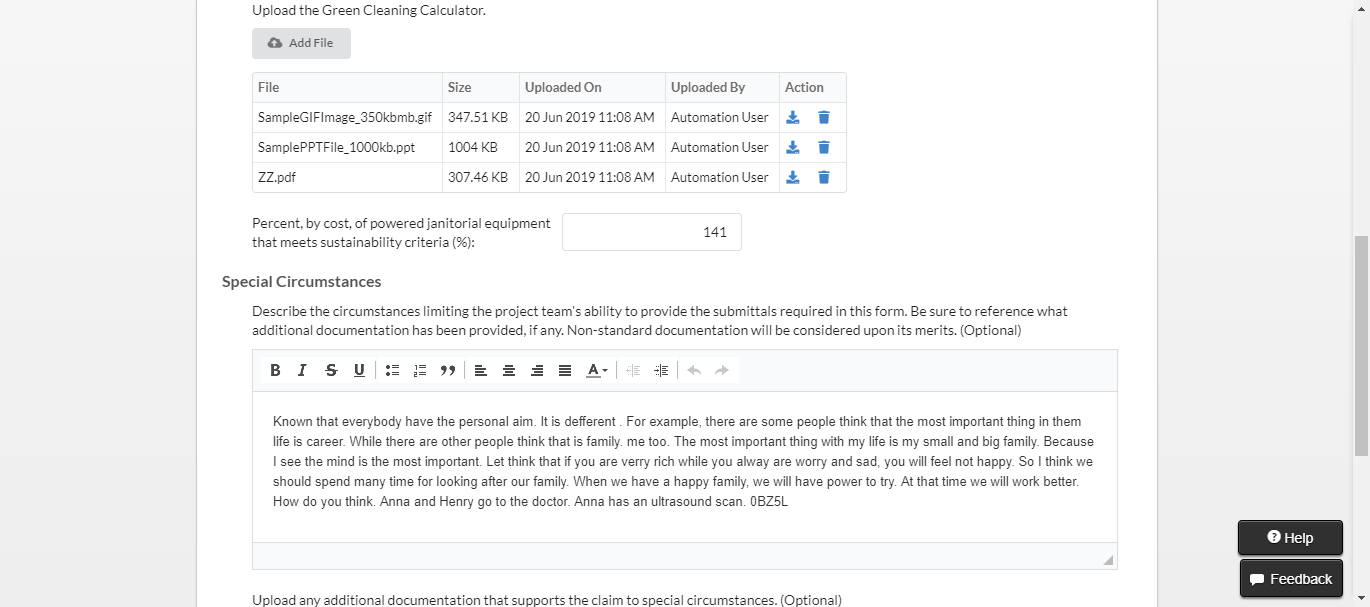 Upload the Green Cleaning Calculator.
Add File
File Size Uploaded On Uploaded By Action
SampleGIFImage_350kbmb.gif 347.51 KB 20 Jun 2019 11:08 AM Automation User
SamplePPTFile_1000kb.ppt 1004 KB 20 Jun 2019 11:08 AM Automation User
ZZ.pdf 307.46 KB 20 Jun 2019 11:08 AM Automation User
Percent, by cost, of powered janitorial equipment
that meets sustainability criteria (%):
141
Special Circumstances
Describe the circumstances limiting the project team's ability to provide the submittals required in this form. Be sure to reference what
additional documentation has been provided, if any. Non-standard documentation will be considered upon its merits. (Optional)
B I S U A
Known that everybody have the personal aim. It is defferent . For example, there are some people think that the most important thing in them
life is career. While there are other people think that is family. me too. The most important thing with my life is my small and big family. Because
I see the mind is the most important. Let think that if you are verry rich while you alway are worry and sad, you will feel not happy. So I think we
should spend many time for looking after our family. When we have a happy family, we will have power to try. At that time we will work better.
How do you think. Anna and Henry go to the doctor. Anna has an ultrasound scan. 0BZ5L
Help
Feedback
Upload any additional documentation that supports the claim to special circumstances. (Optional)